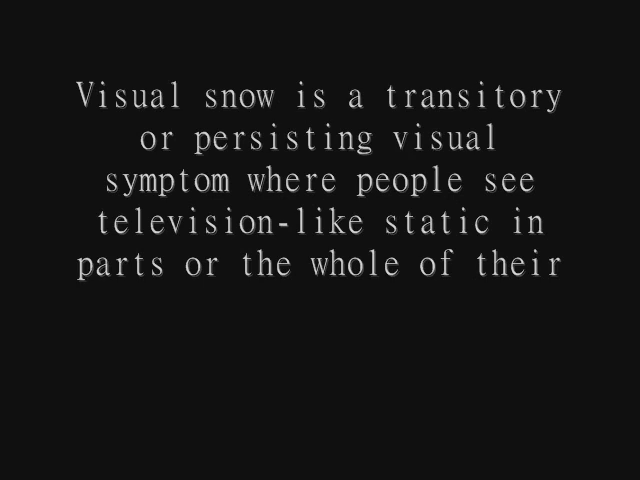 Visual snow is a transitory
or persisting visual
symptom where people see
television-like static in
parts or the whole of their